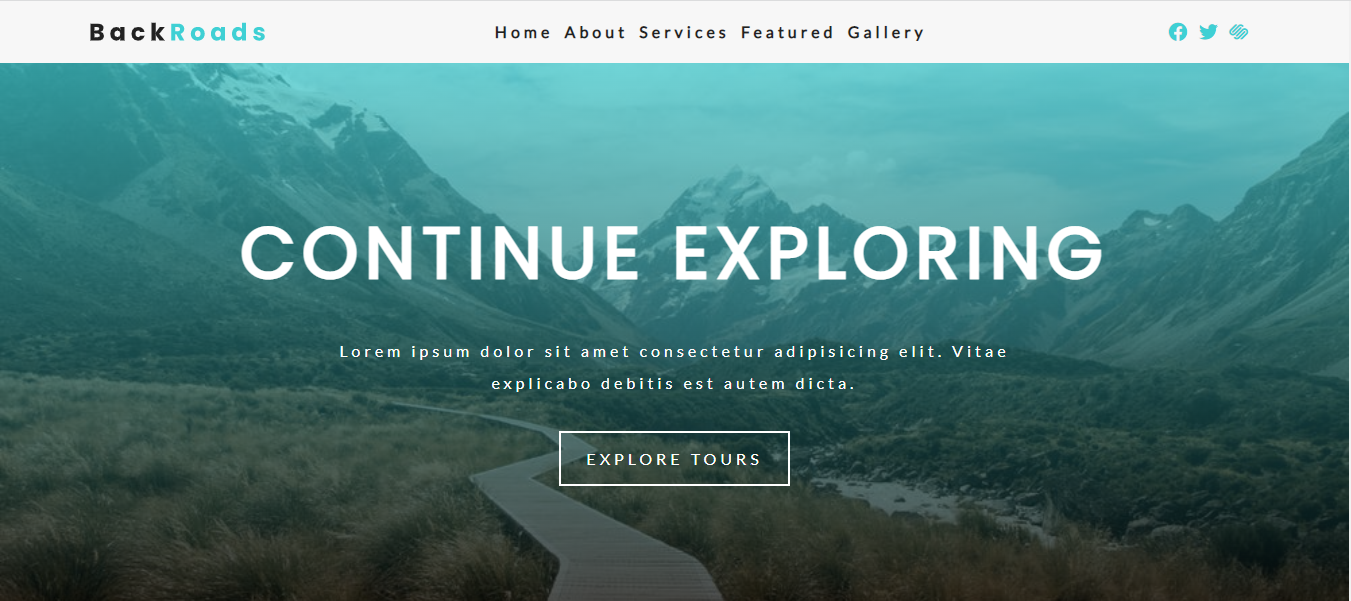 BackRoads
Home About Services Featured Gallery
CONTINUE EXPLORING
Lorem ipsum dolor sit amet consectetur adipisicing elit. Vitae
explicabo debitis est autem dicta.
EXPLORE TOURS